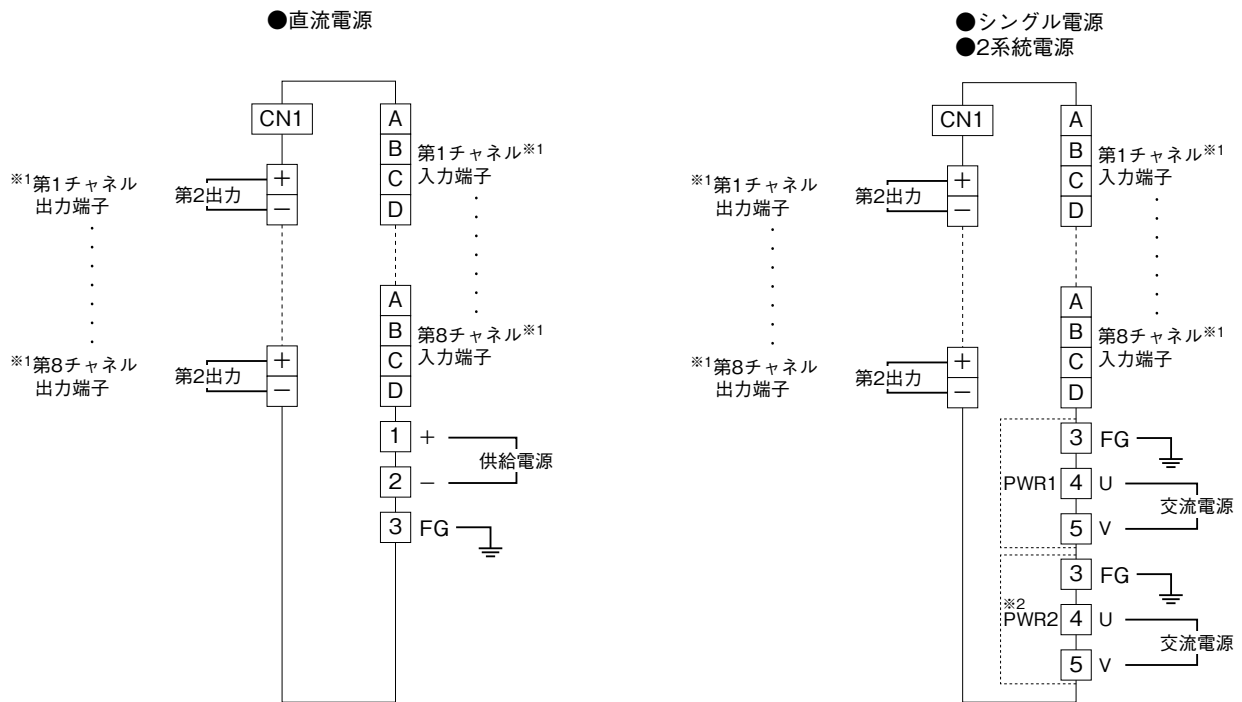 ●直流電源
CN1
※1第1チャネル
出力端子
第2出力
+
−
※1第8チャネル
出力端子
第2出力
+
−
A
B
C
D
第1チャネル※1
入力端子
A
B
C
D
第8チャネル※1
入力端子
1 +
2 −
供給電源
3 FG
●シングル電源
●2系統電源
CN1
※1第1チャネル
出力端子
第2出力
+
−
※1第8チャネル
出力端子
第2出力
+
−
A
B
C
D
第1チャネル※1
入力端子
A
B
C
D
第8チャネル※1
入力端子
PWR1
3 FG
4 U
5 V
交流電源
※2
PWR2
3 FG
4 U
5 V
交流電源